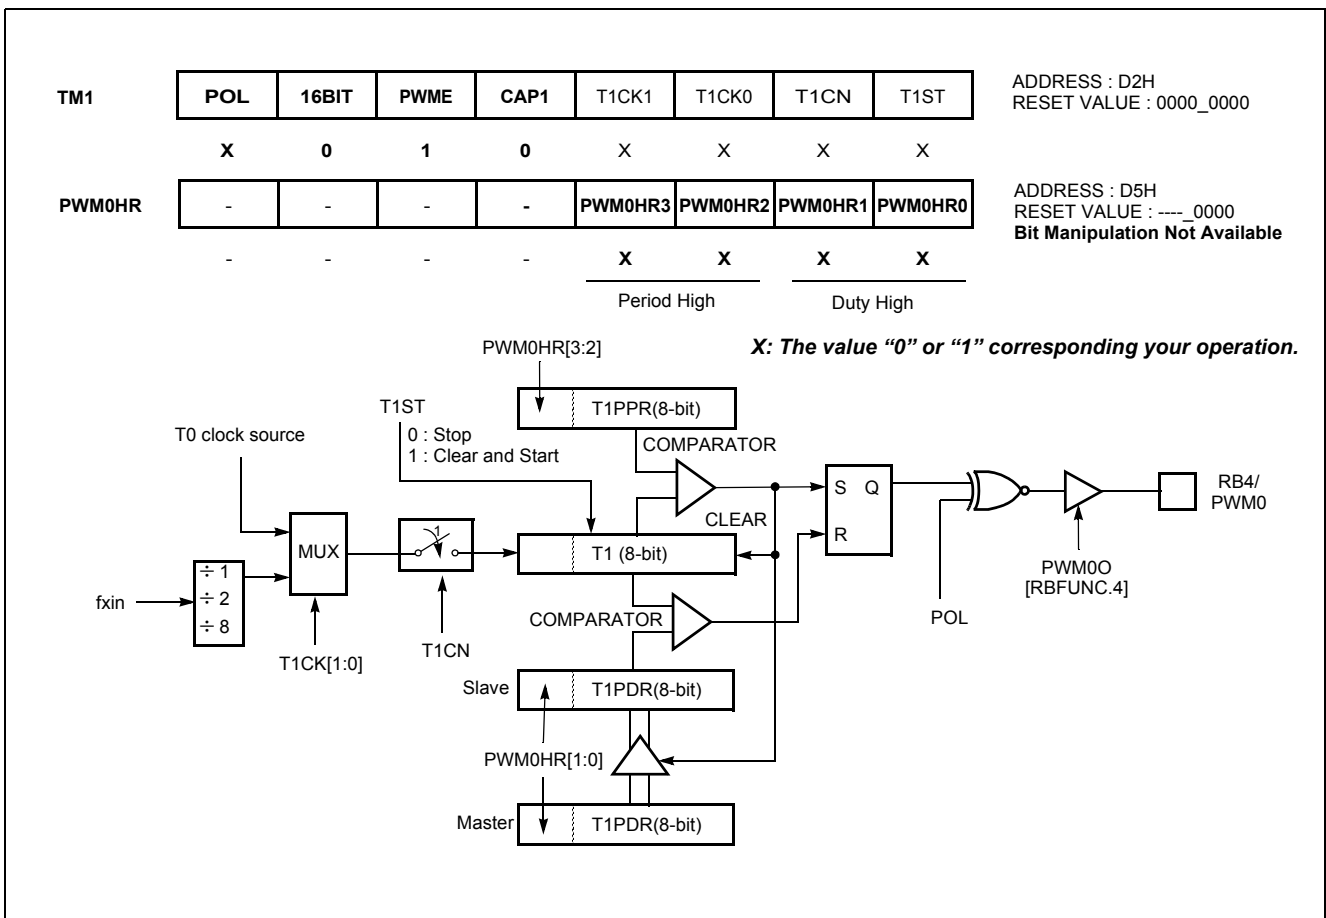 TM1 POL 16BIT PWME CAP1 T1CK1 T1CK0 T1CN T1ST
ADDRESS : D2H
RESET VALUE : 0000_0000
X 0 1 0 X X X X
PWM0HR - - - - PWM0HR3 PWM0HR2 PWM0HR1 PWM0HR0
ADDRESS : D5H
RESET VALUE : ----_0000
Bit Manipulation Not Available
- - - - X X X X
Period High Duty High
X: The value “0” or “1” corresponding your operation.
PWM0HR[3:2]
T1ST
0 : Stop
1 : Clear and Start
T1PPR(8-bit)
COMPARATOR
T0 clock source
MUX
1
T1 (8-bit)
CLEAR
S Q
R
RB4/
PWM0
fxin
÷ 1
÷ 2
÷ 8
T1CK[1:0]
T1CN
COMPARATOR
POL
PWM0O
[RBFUNC.4]
Slave
T1PDR(8-bit)
PWM0HR[1:0]
Master
T1PDR(8-bit)